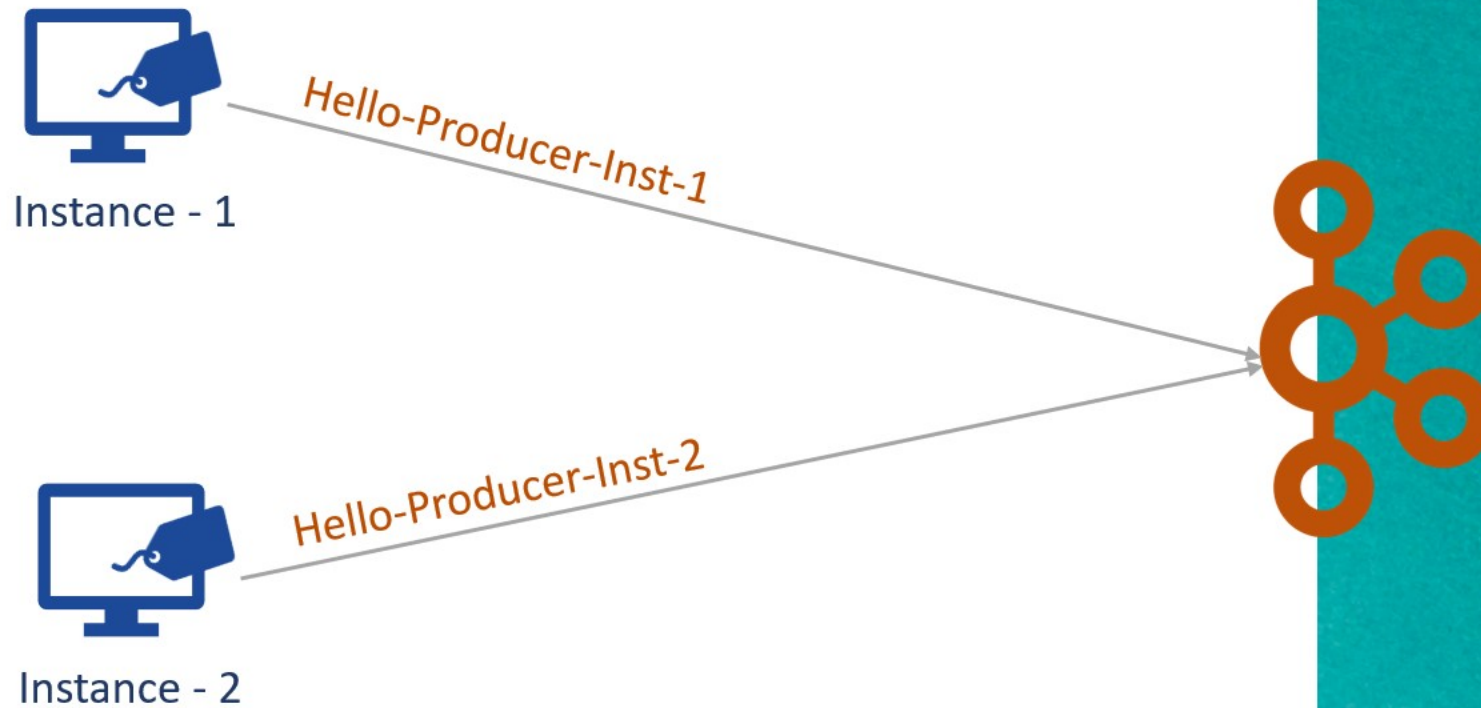 Hello-Producer-Inst-1
Instance - 1
Hello-Producer-Inst-2
Instance - 2